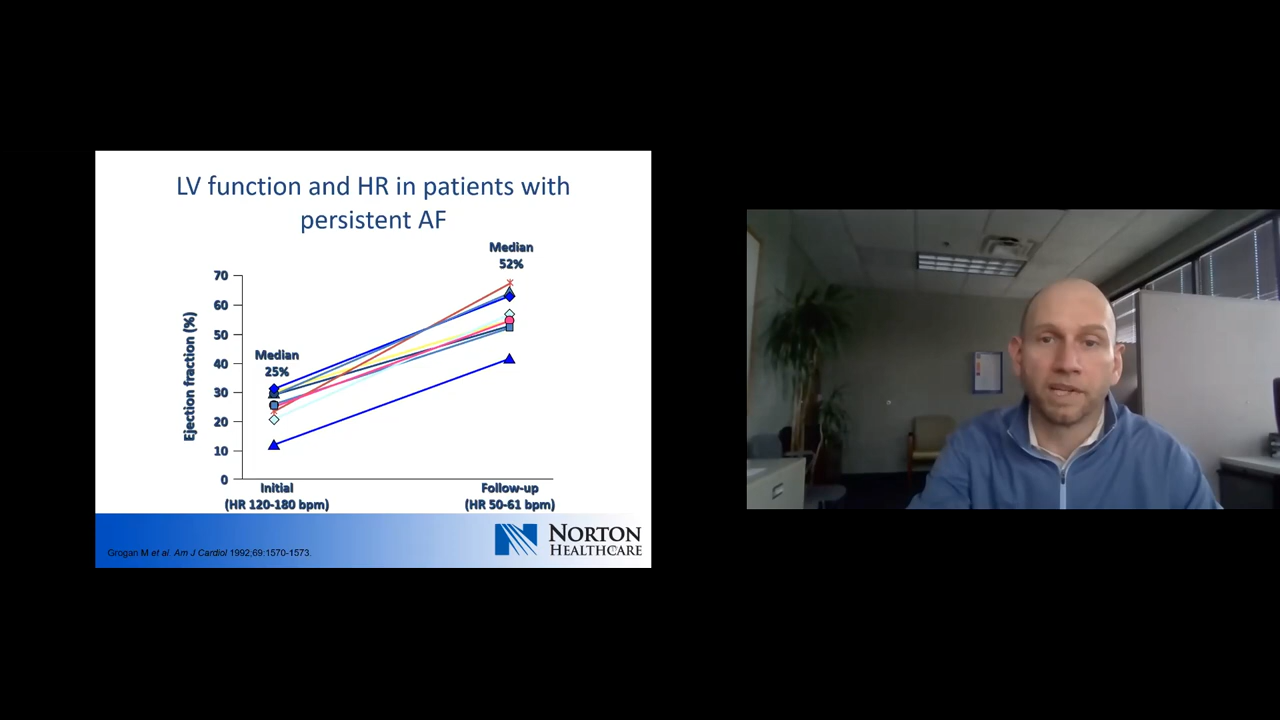 LV function and HR in patients with
persistent AF
Median
52%
Median
25%
Ejection fraction (%)
70
60
50
40
30
20
10
0
Initial
(HR 120-180 bpm)
Follow-up
(HR 50-61 bpm)
Grogan M et al. Am J Cardiol 1992;69:1570-1573.
NORTON
HEALTHCARE